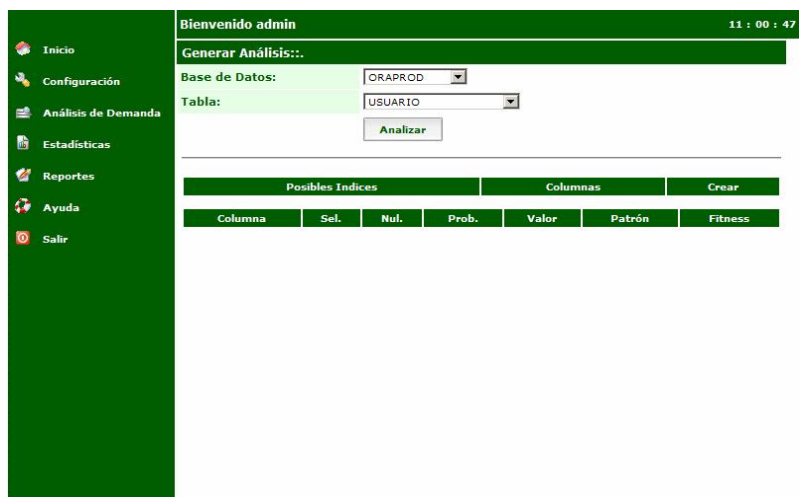 Bienvenido admin 11 : 00 : 47
Inicio
Configuración
Análisis de Demanda
Estadísticas
Reportes
Ayuda
Salir
Generar Análisis::.
Base de Datos: ORAPROD
Tabla: USUARIO
Analizar
Posibles Indices Columnas Crear
Columna Sel. Nul. Prob. Valor Patrón Fitness